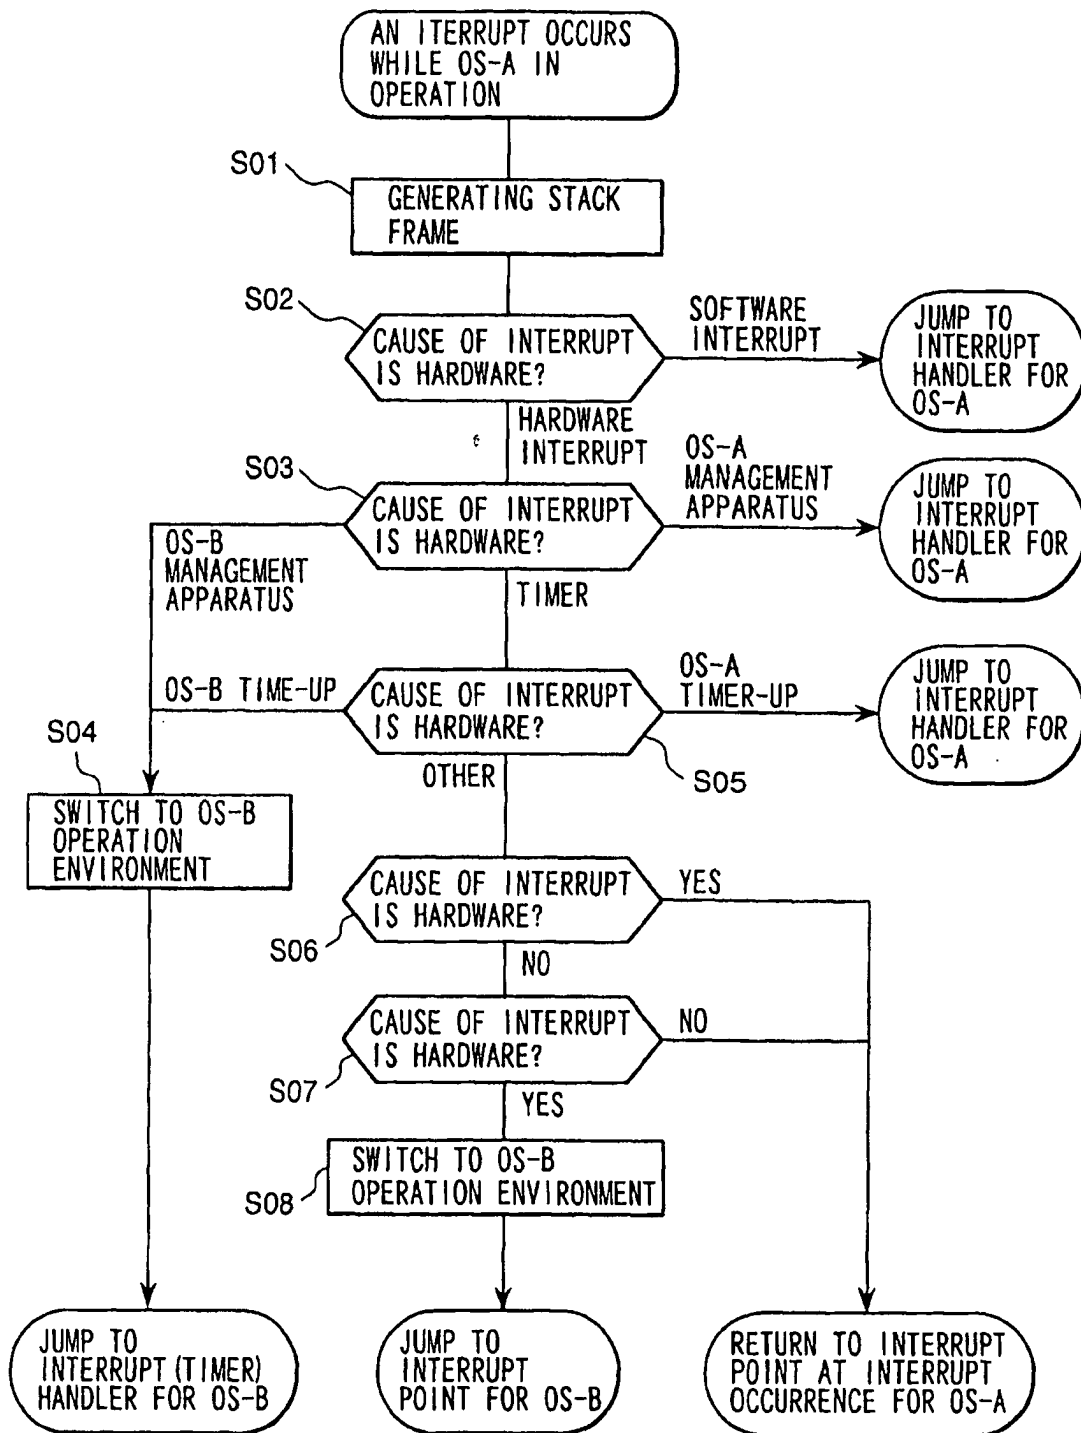 AN ITERRUPT OCCURS
WHILE OS-A IN
OPERATION
S01
GENERATING STACK
FRAME
S02
CAUSE OF INTERRUPT
IS HARDWARE?
SOFTWARE
INTERRUPT
JUMP TO
INTERRUPT
HANDLER FOR
OS-A
HARDWARE
INTERRUPT
S03
CAUSE OF INTERRUPT
IS HARDWARE?
OS-A
MANAGEMENT
APPARATUS
JUMP TO
INTERRUPT
HANDLER FOR
OS-A
OS-B
MANAGEMENT
APPARATUS
TIMER
OS-B TIME-UP
CAUSE OF INTERRUPT
IS HARDWARE?
OS-A
TIMER-UP
JUMP TO
INTERRUPT
HANDLER FOR
OS-A
S05
OTHER
S04
SWITCH TO OS-B
OPERATION
ENVIRONMENT
CAUSE OF INTERRUPT
IS HARDWARE?
YES
S06
NO
CAUSE OF INTERRUPT
IS HARDWARE?
NO
S07
YES
SWITCH TO OS-B
OPERATION ENVIRONMENT
S08
JUMP TO
INTERRUPT (TIMER)
HANDLER FOR OS-B
JUMP TO
INTERRUPT
POINT FOR OS-B
RETURN TO INTERRUPT
POINT AT INTERRUPT
OCCURRENCE FOR OS-A